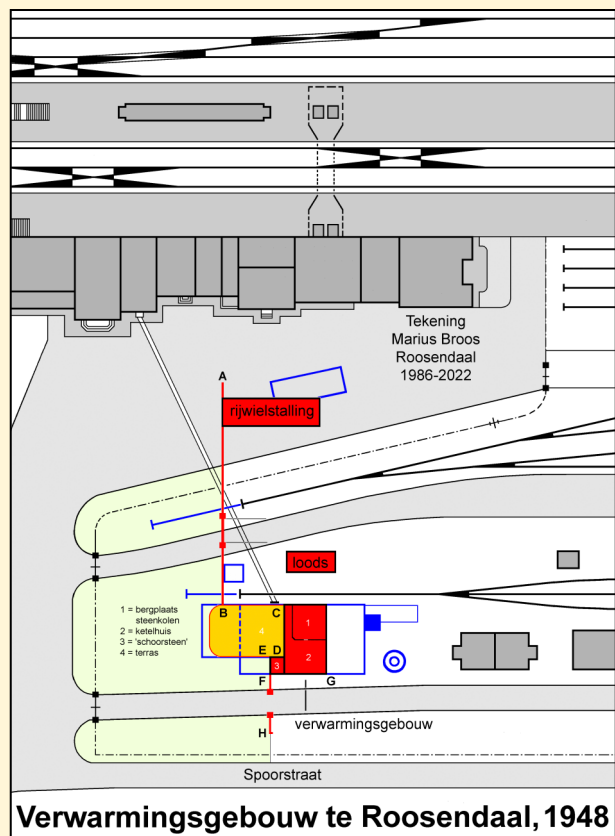 Tekening
Marius Broos
Roosendaal
1986-2022
A
rijwielstalling
loods
1 = bergplaats
steenkolen
2 = ketelhuis
3 = 'schoorsteen'
4 = terras
B
C
1
4
E
D
2
3
F
G
verwarmingsgebouw
H
Spoorstraat
Verwarmingsgebouw te Roosendaal, 1948